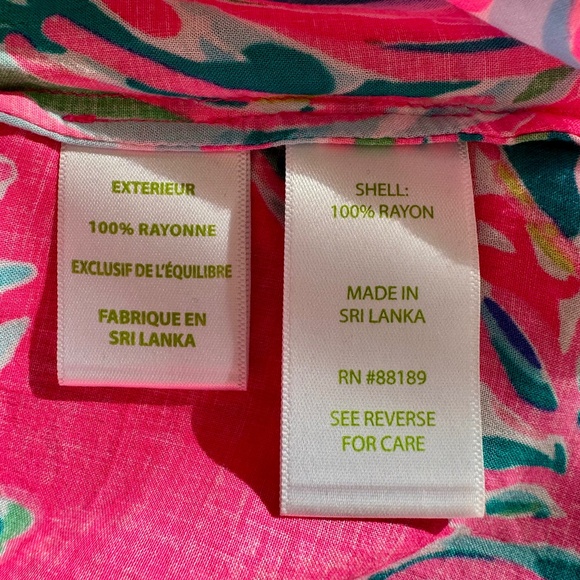 EXTERIEUR
100% RAYONNE
EXCLUSIF DE L'ÉQUILIBRE
FABRIQUE EN
SRI LANKA
SHELL:
100% RAYON
MADE IN
SRI LANKA
RN #88189
SEE REVERSE
FOR CARE